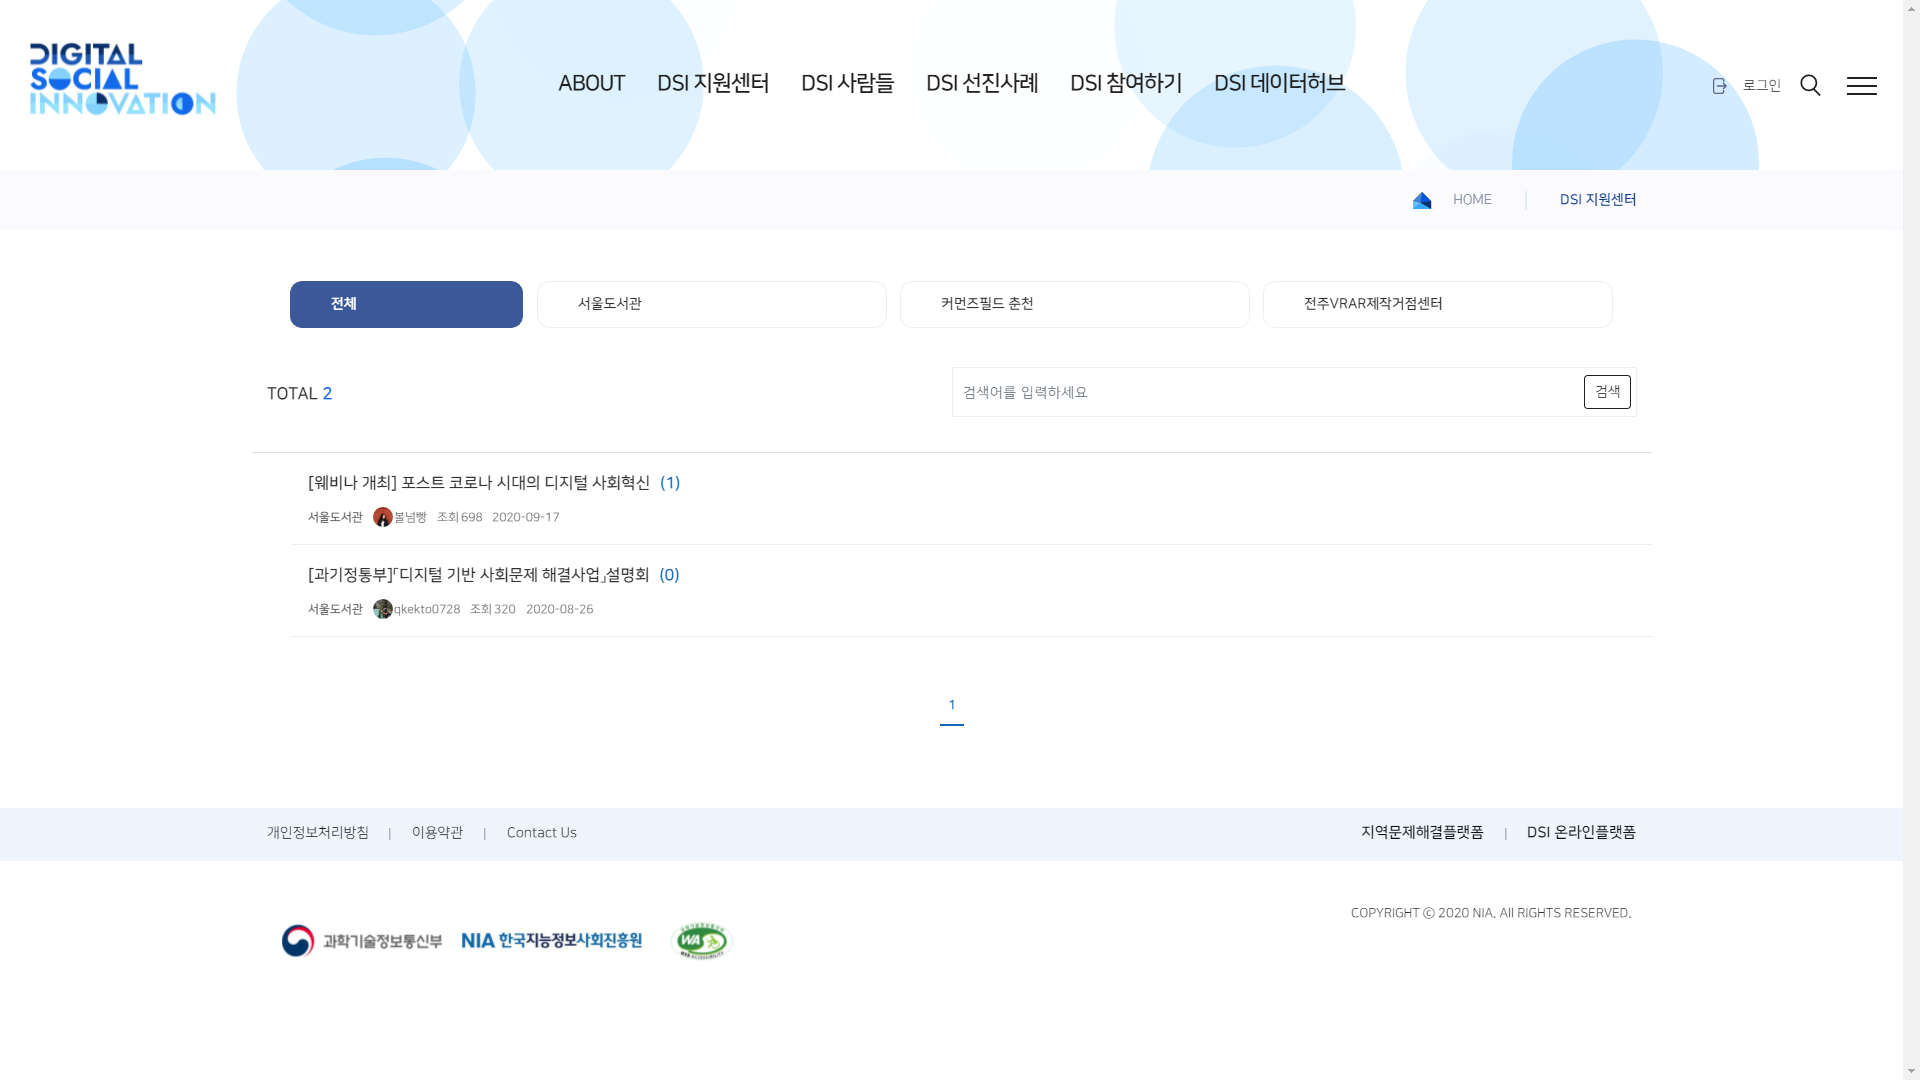 DIGITAL
SOCIAL
INNOVATION
ABOUT DSI 지원센터 DSI 사람들 DSI 선진사례 DSI 참여하기 DSI 데이터허브
로그인
HOME DSI 지원센터
전체 서울도서관 커먼즈필드 춘천 전주VRAR제작거점센터
TOTAL 2
검색어를 입력하세요 검색
[웨비나 개최] 포스트 코로나 시대의 디지털 사회혁신 (1)
서울도서관 볼넘빵 조회 698 2020-09-17
[과기정통부]「디지털 기반 사회문제 해결사업」설명회 (0)
서울도서관 qkekto0728 조회 320 2020-08-26
1
개인정보처리방침 | 이용약관 | Contact Us
지역문제해결플랫폼 | DSI 온라인플랫폼
COPYRIGHT ⓒ 2020 NIA. All RIGHTS RESERVED.
과학기술정보통신부 NIA 한국지능정보사회진흥원 WA